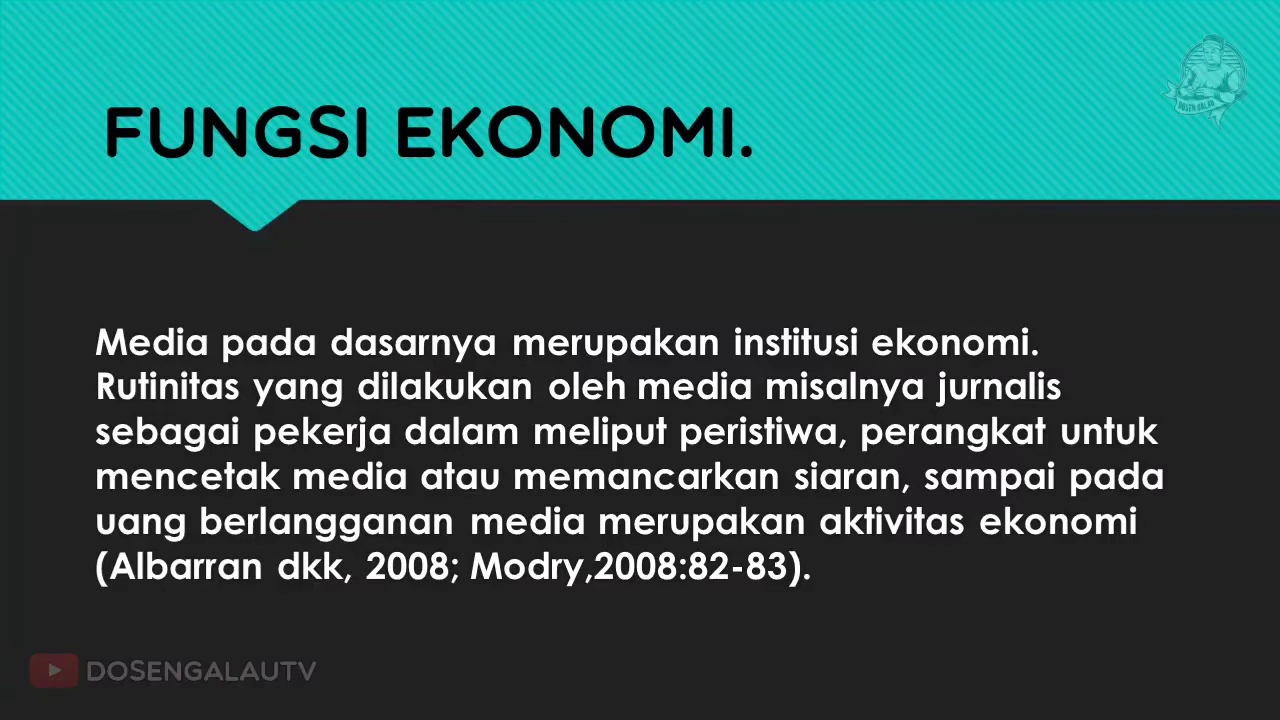 FUNGSI EKONOMI.
DOSEN GALAU
Media pada dasarnya merupakan institusi ekonomi.
Rutinitas yang dilakukan oleh media misalnya jurnalis
sebagai pekerja dalam meliput peristiwa, perangkat untuk
mencetak media atau memancarkan siaran, sampai pada
uang berlangganan media merupakan aktivitas ekonomi
(Albarran dkk, 2008; Modry,2008:82-83).
DOSENGALAUTV